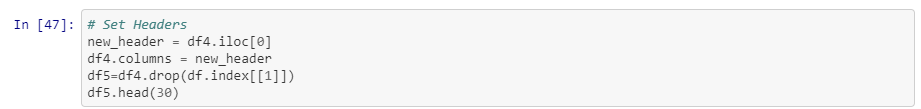 In [47]: # Set Headers
new_header = df4.iloc[0]
df4.columns = new_header
df5=df4.drop(df.index[[1]])
df5.head(30)